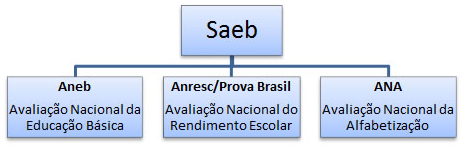 Saeb
Aneb
Avaliação Nacional da
Educação Básica
Anresc/Prova Brasil
Avaliação Nacional do
Rendimento Escolar
ANA
Avaliação Nacional da
Alfabetização